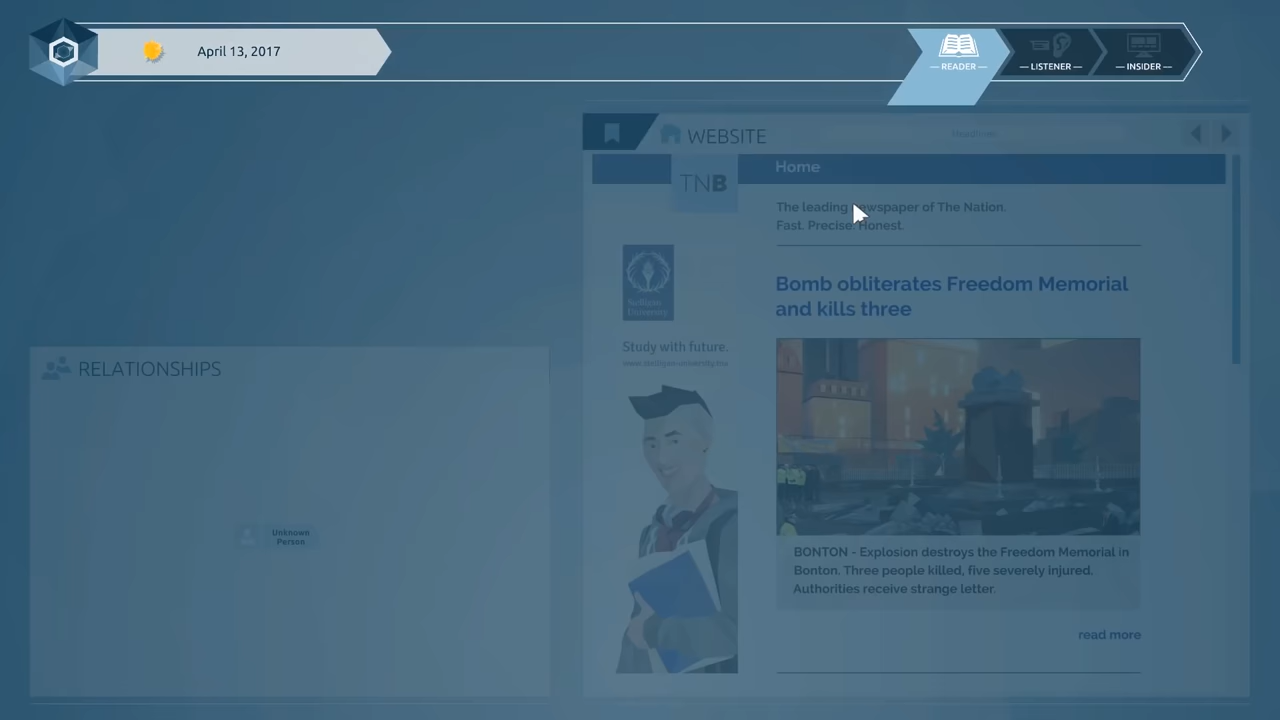 April 13, 2017
— READER —
— LISTENER —
— INSIDER —
WEBSITE
Headlines
TNB
Home
The leading newspaper of The Nation.
Fast. Precise. Honest.
University
Study with future.
Bomb obliterates Freedom Memorial
and kills three
BONTON - Explosion destroys the Freedom Memorial in
Bonton. Three people killed, five severely injured.
Authorities receive strange letter.
read more
RELATIONSHIPS
Unknown
Person